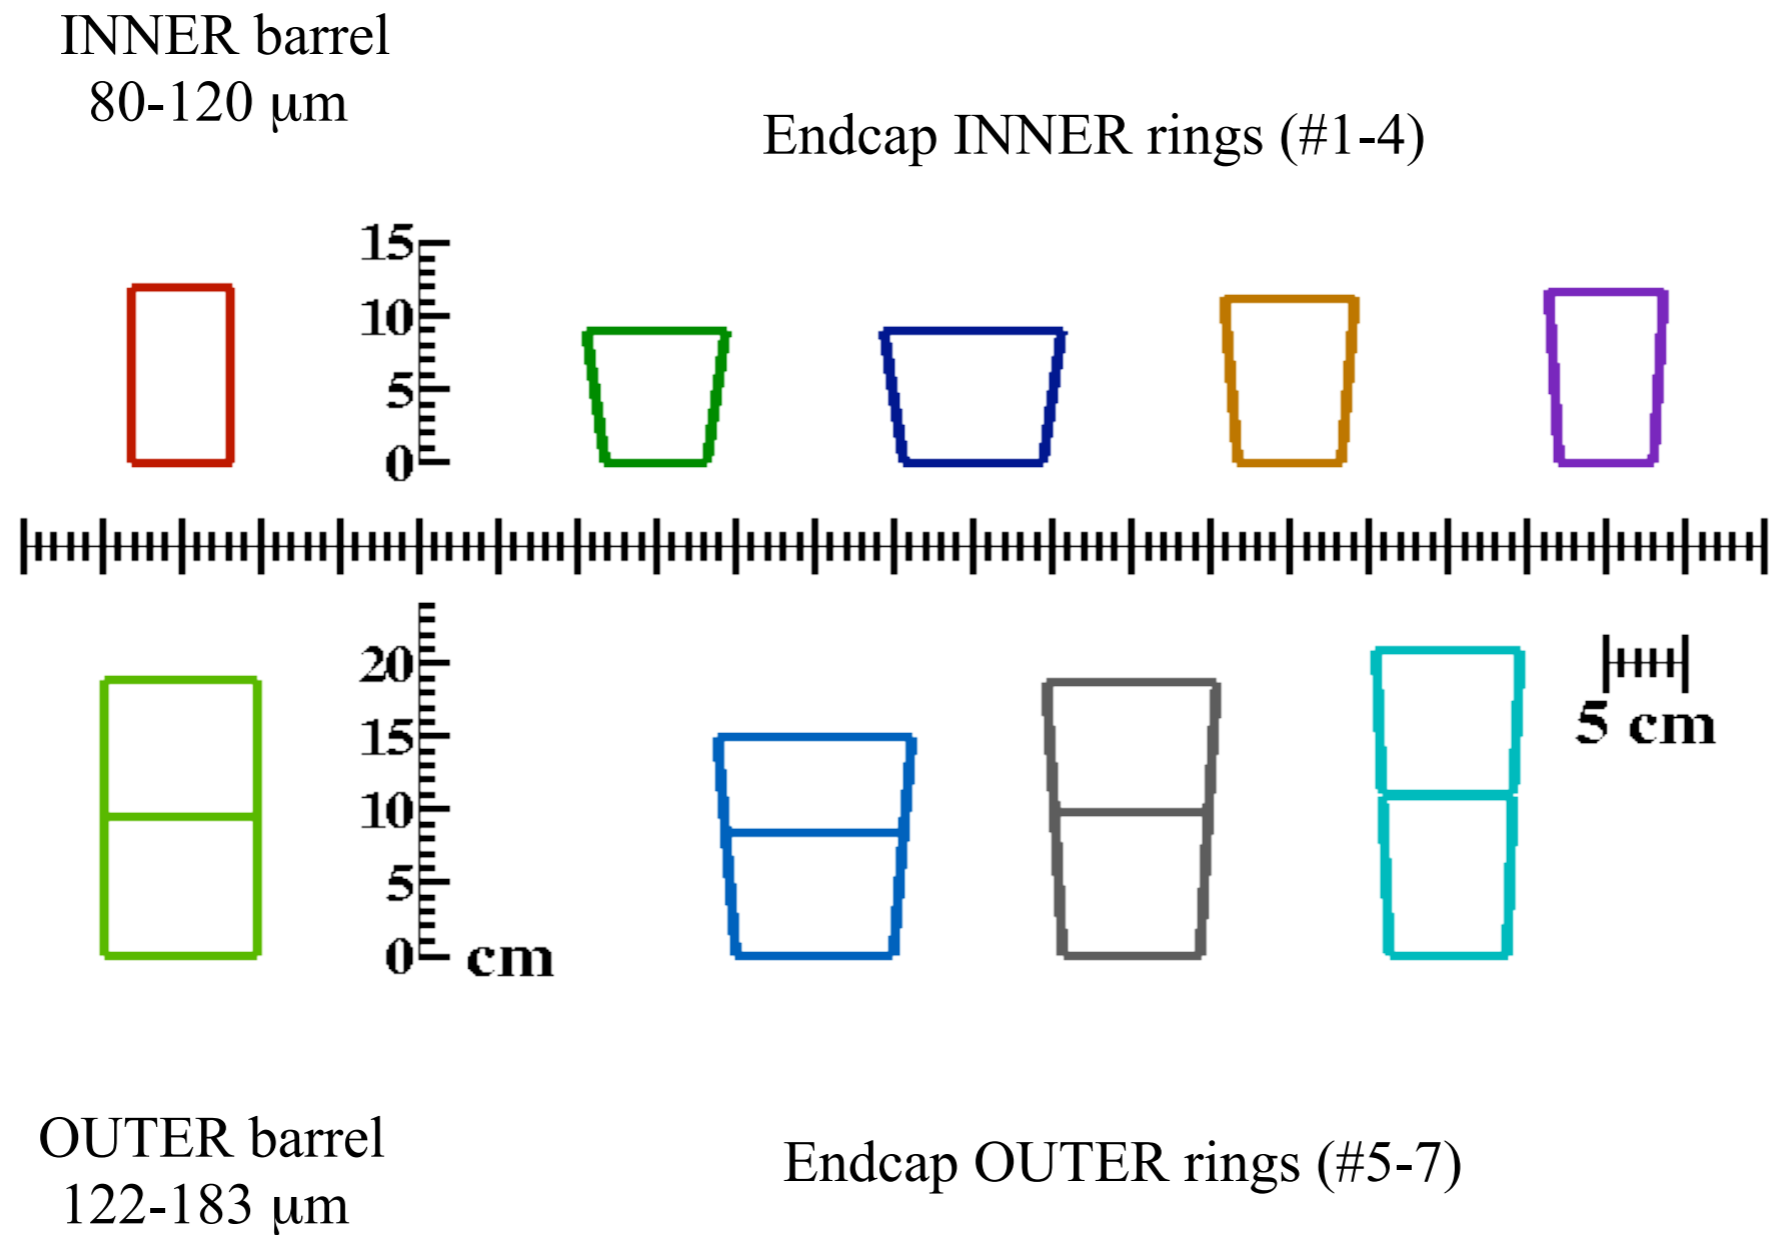 INNER barrel
80-120 μm
Endcap INNER rings (#1-4)
15
10
5
0
20
15
10
5
0 cm
5 cm
OUTER barrel
122-183 μm
Endcap OUTER rings (#5-7)